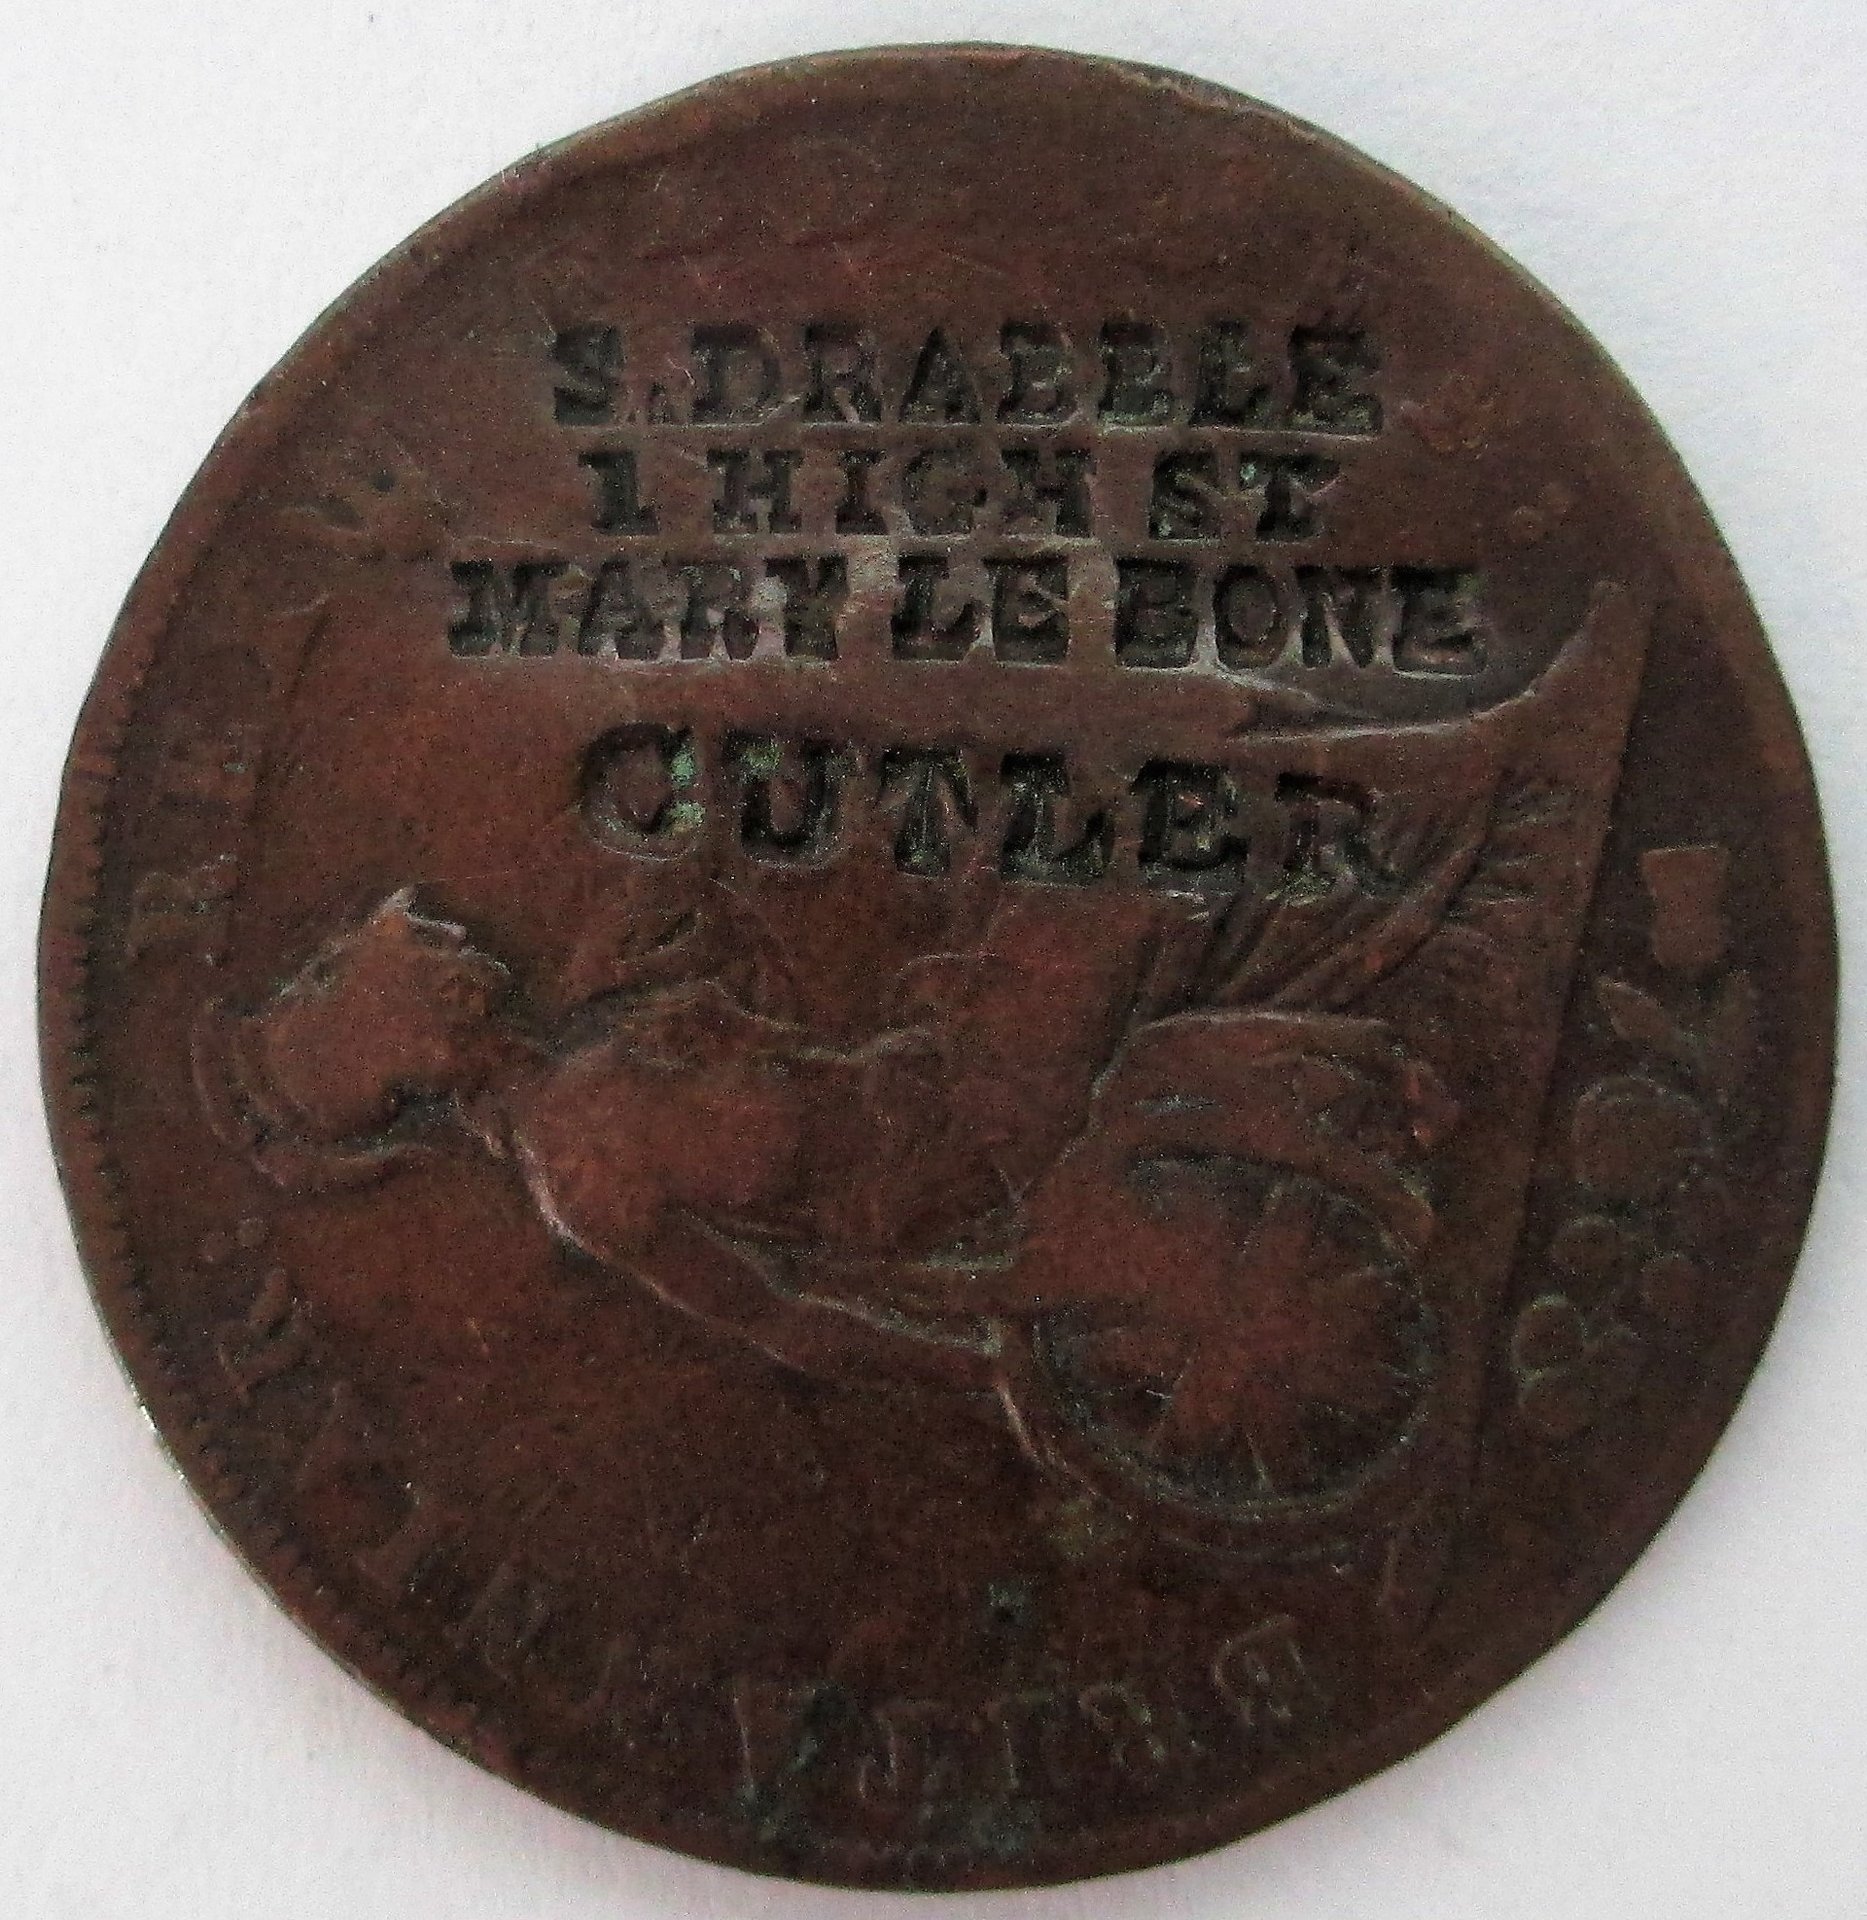 S. DRABBLE
1 HIGH ST
MARY LE BONE
CUTLER